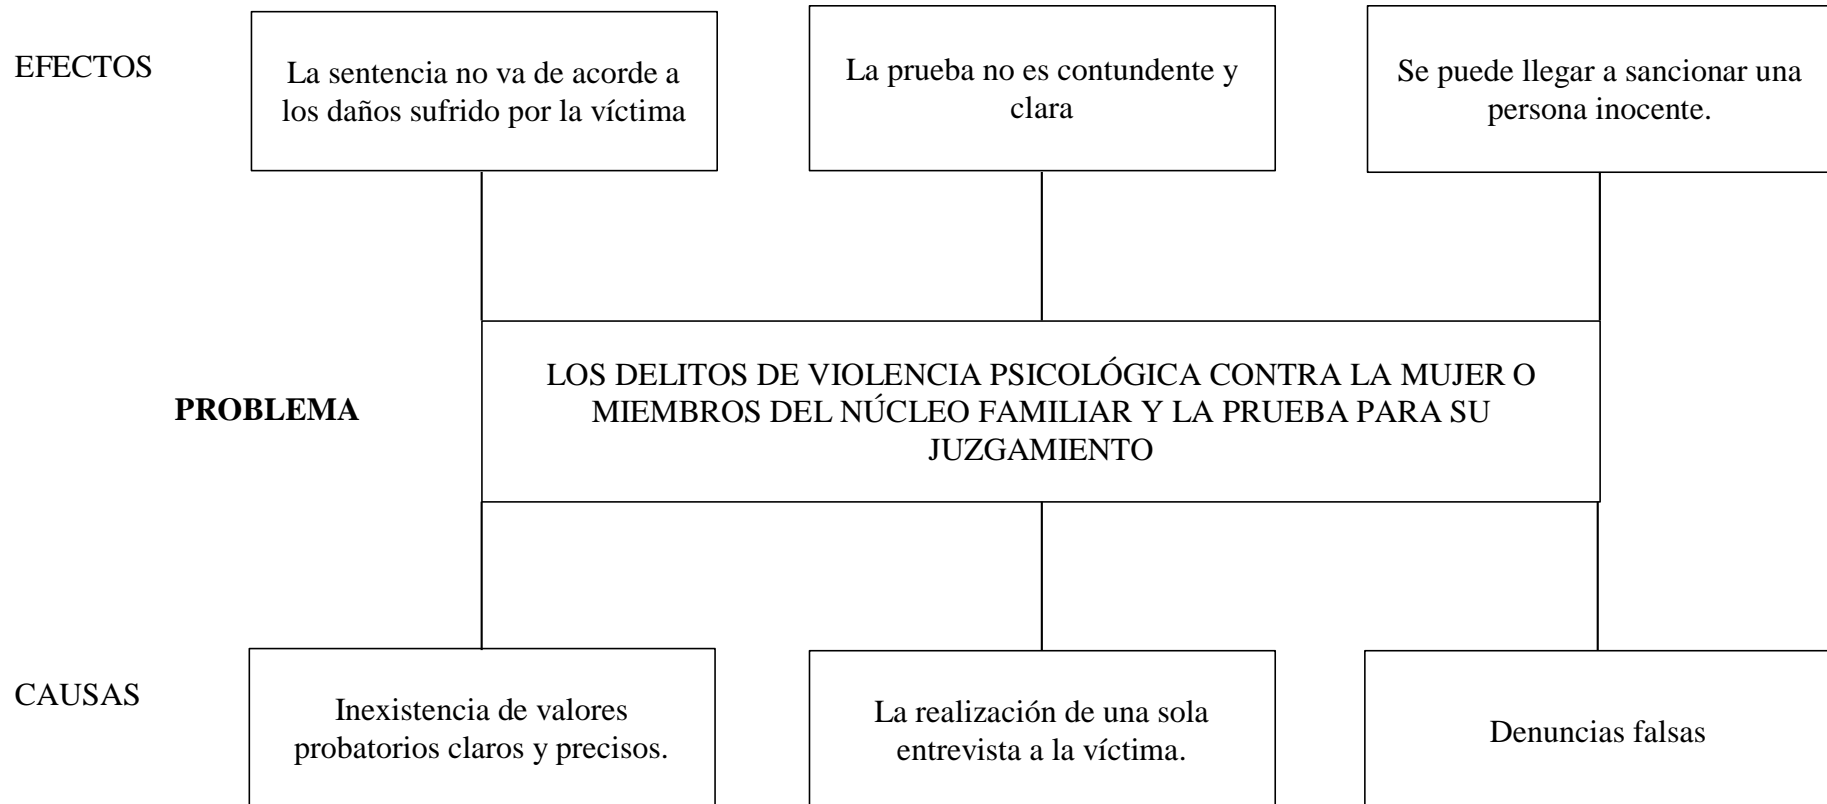 EFECTOS
La sentencia no va de acorde a
los daños sufrido por la víctima
La prueba no es contundente y
clara
Se puede llegar a sancionar una
persona inocente.
PROBLEMA
LOS DELITOS DE VIOLENCIA PSICOLÓGICA CONTRA LA MUJER O
MIEMBROS DEL NÚCLEO FAMILIAR Y LA PRUEBA PARA SU
JUZGAMIENTO
CAUSAS
Inexistencia de valores
probatorios claros y precisos.
La realización de una sola
entrevista a la víctima.
Denuncias falsas